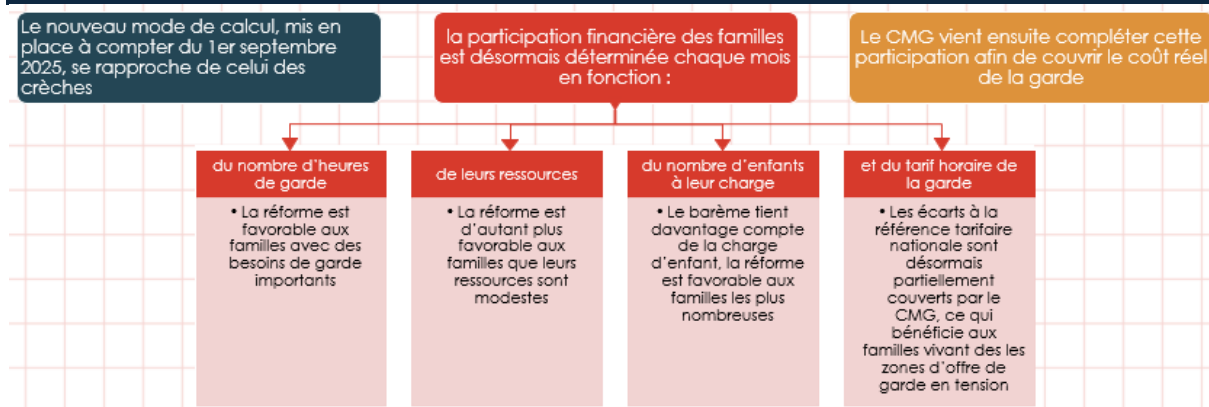 Le nouveau mode de calcul, mis en
place à compter du 1er septembre
2025, se rapproche de celui des
crèches
la participation financière des familles
est désormais déterminée chaque mois
en fonction :
Le CMG vient ensuite compléter cette
participation afin de couvrir le coût réel
de la garde
du nombre d'heures
de garde
• La réforme est
favorable aux
familles avec des
besoins de garde
importants
de leurs ressources
• La réforme est
d'autant plus
favorable aux
familles que leurs
ressources sont
modestes
du nombre d'enfants
à leur charge
• Le barème tient
davantage compte
de la charge
d'enfant, la réforme
est favorable aux
familles les plus
nombreuses
et du tarif horaire de
la garde
• Les écarts à la
référence tarifaire
nationale sont
désormais
partiellement
couverts par le
CMG, ce qui
bénéficie aux
familles vivant des les
zones d'offre de
garde en tension